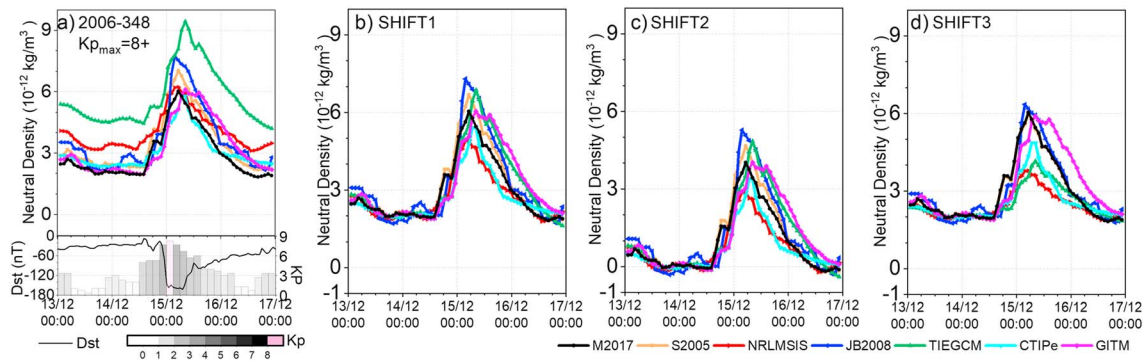 a) 2006-348
Kpmax=8+
Neutral Density (10-12 kg/m3)
9
6
3
0
0
-60
-120
-180
Dst (nT)
9
6
3
0
Kp
13/12 14/12 15/12 16/12 17/12
00:00 00:00 00:00 00:00 00:00
Dst
0 1 2 3 4 5 6 7 8
Kp
b) SHIFT1
Neutral Density (10-12 kg/m3)
9
6
3
0
-1
13/12 14/12 15/12 16/12 17/12
00:00 00:00 00:00 00:00 00:00
c) SHIFT2
Neutral Density (10-12 kg/m3)
9
6
3
0
-1
13/12 14/12 15/12 16/12 17/12
00:00 00:00 00:00 00:00 00:00
d) SHIFT3
Neutral Density (10-12 kg/m3)
9
6
3
0
-1
13/12 14/12 15/12 16/12 17/12
00:00 00:00 00:00 00:00 00:00
M2017 S2005 NRLMSIS JB2008 TIEGCM CTIPe GITM